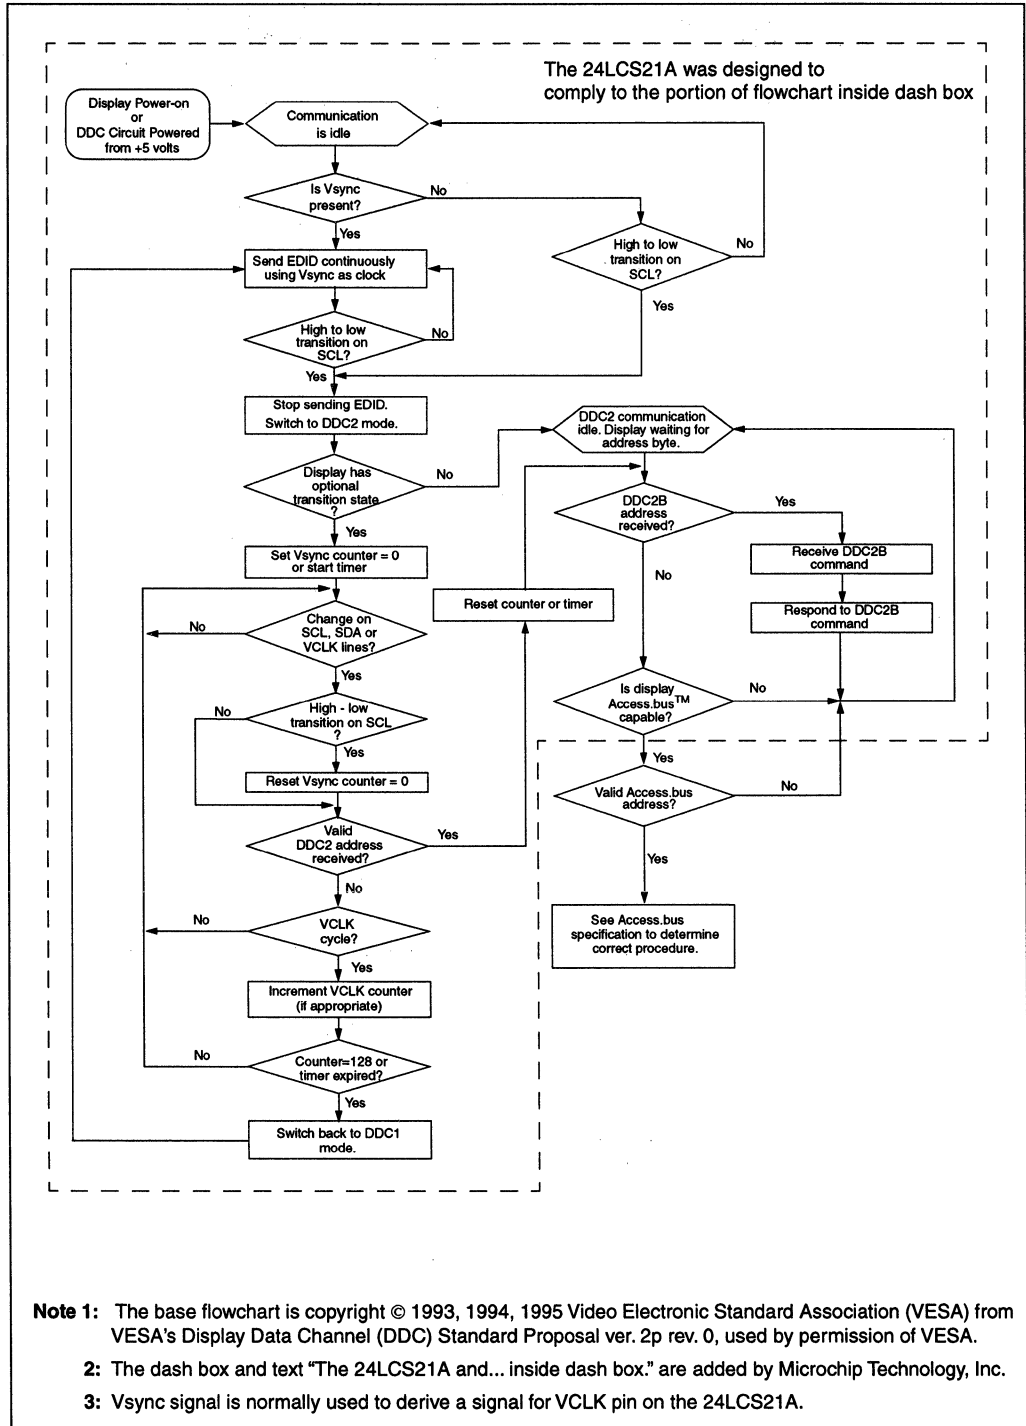 The 24LCS21A was designed to
comply to the portion of flowchart inside dash box
Display Power-on
or
DDC Circuit Powered
from +5 volts
Communication
is idle
Is Vsync
present?
No
Yes
High to low
transition on
SCL?
No
Yes
Send EDID continuously
using Vsync as clock
High to low
transition on
SCL?
No
Yes
Stop sending EDID.
Switch to DDC2 mode.
DDC2 communication
idle. Display waiting for
address byte.
Display has
optional
transition state
?
No
Yes
DDC2B
address
received?
Yes
No
Receive DDC2B
command
Respond to DDC2B
command
Set Vsync counter = 0
or start timer
Reset counter or timer
Change on
SCL, SDA or
VCLK lines?
No
Yes
Is display
Access.bus™
capable?
No
Yes
High - low
transition on SCL
?
No
Yes
Reset Vsync counter = 0
Valid Access.bus
address?
No
Yes
Valid
DDC2 address
received?
Yes
No
See Access.bus
specification to determine
correct procedure.
VCLK
cycle?
No
Yes
Increment VCLK counter
(if appropriate)
Counter=128 or
timer expired?
No
Yes
Switch back to DDC1
mode.
Note 1: The base flowchart is copyright © 1993, 1994, 1995 Video Electronic Standard Association (VESA) from
VESA's Display Data Channel (DDC) Standard Proposal ver. 2p rev. 0, used by permission of VESA.
2: The dash box and text “The 24LCS21A and... inside dash box.” are added by Microchip Technology, Inc.
3: Vsync signal is normally used to derive a signal for VCLK pin on the 24LCS21A.